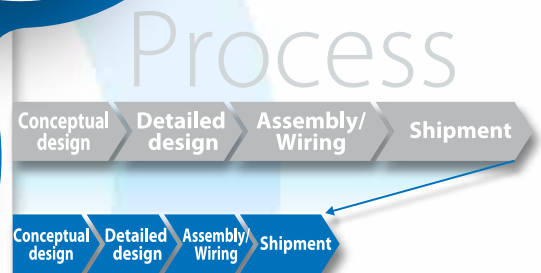 Process
Conceptual
design
Detailed
design
Assembly/
Wiring
Shipment
Conceptual
design
Detailed
design
Assembly/
Wiring
Shipment